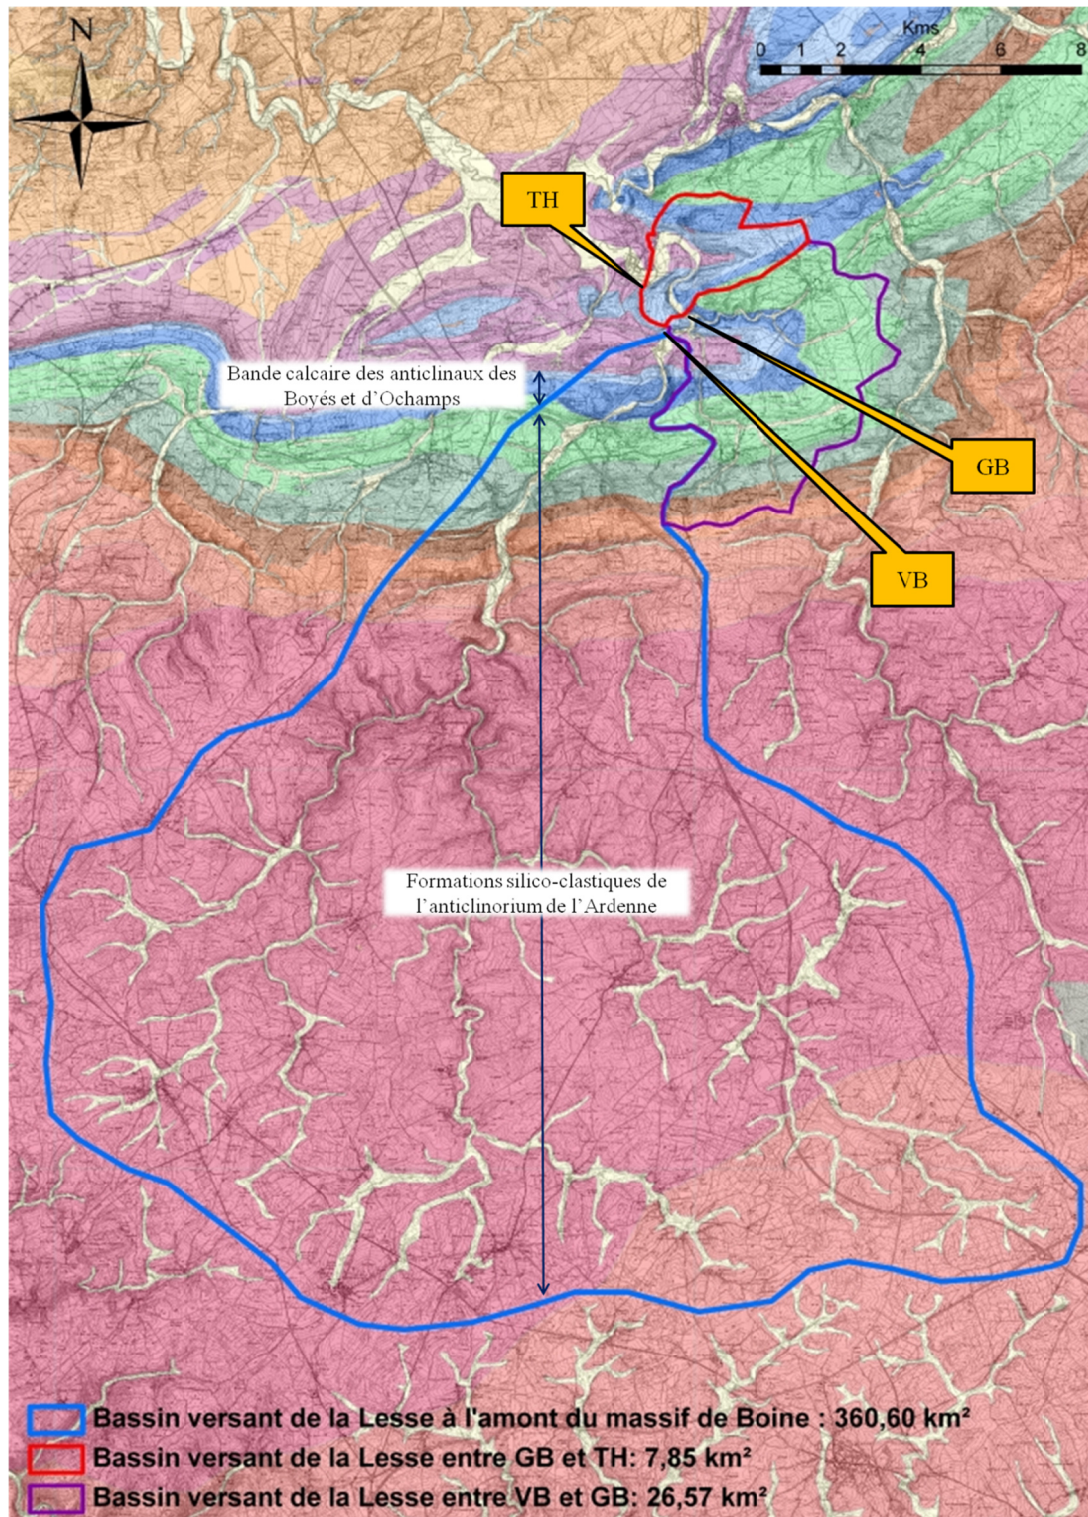 N
Kms
0 1 2 4 6 8
TH
Bande calcaire des anticlinaux des
Boyès et d'Ochamps
GB
VB
Formations silico-clastiques de
l'anticlinorium de l'Ardenne
Bassin versant de la Lesse à l'amont du massif de Boine : 360,60 km²
Bassin versant de la Lesse entre GB et TH: 7,85 km²
Bassin versant de la Lesse entre VB et GB: 26,57 km²